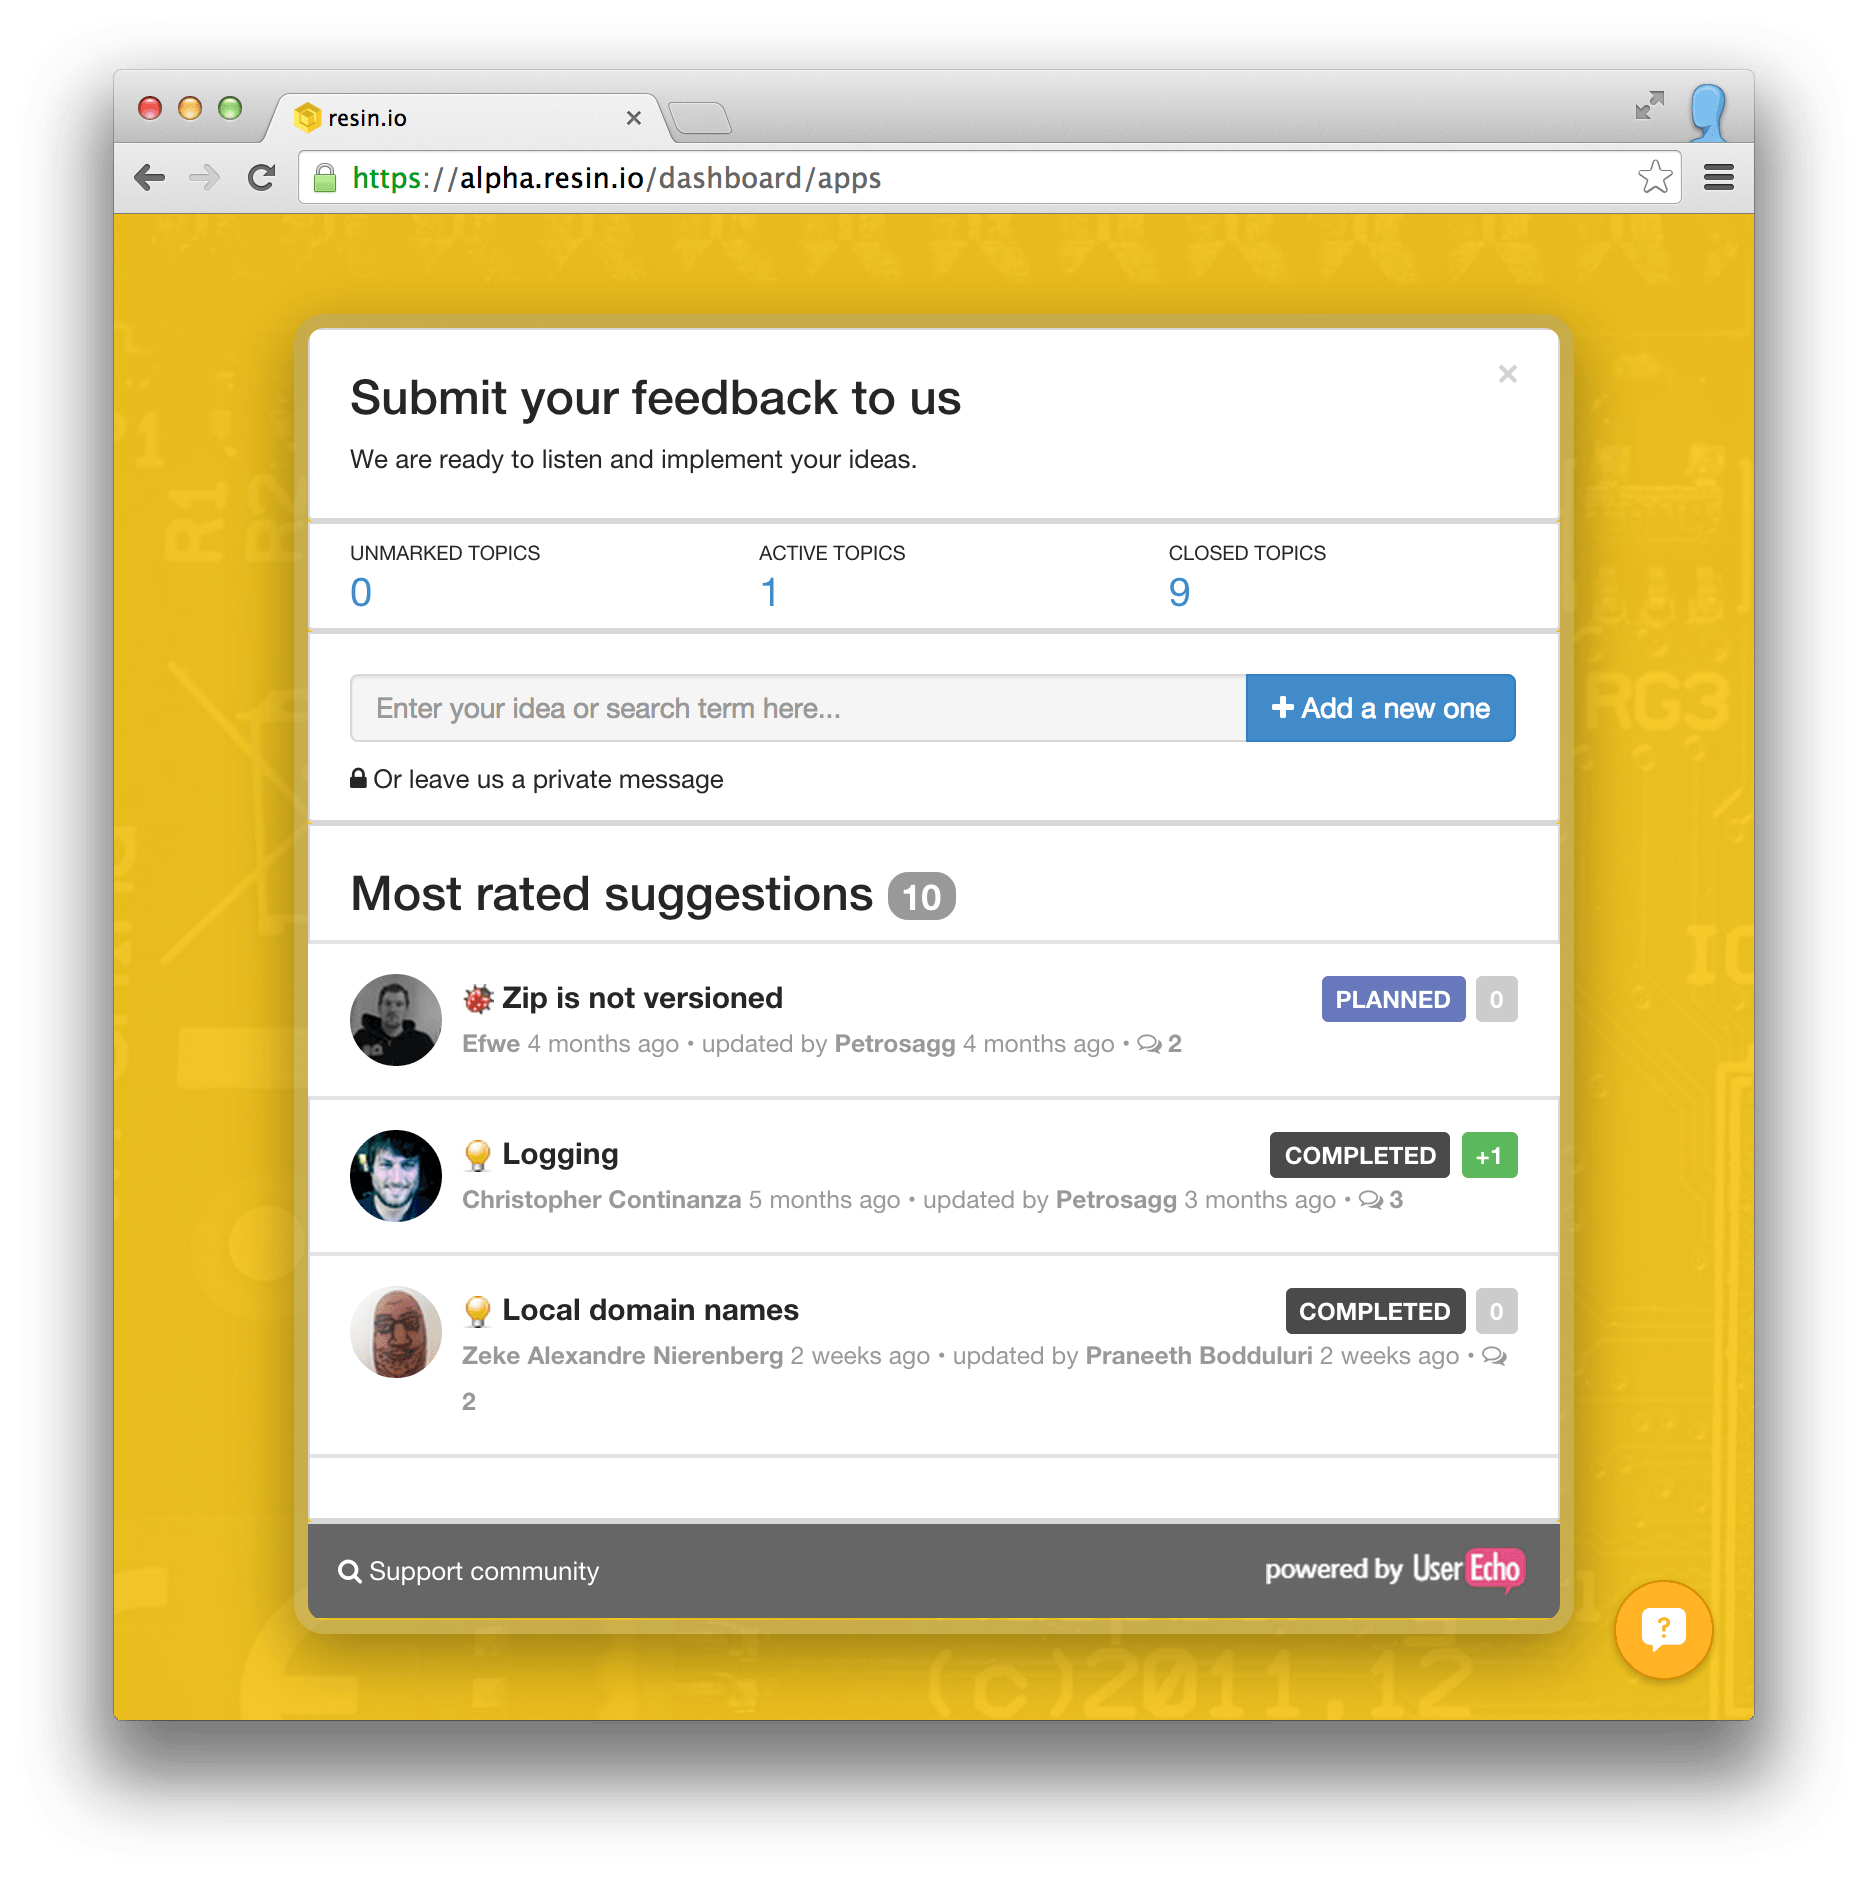 resin.io
https://alpha.resin.io/dashboard/apps
Submit your feedback to us
We are ready to listen and implement your ideas.
UNMARKED TOPICS ACTIVE TOPICS CLOSED TOPICS
0 1 9
Enter your idea or search term here... Add a new one
Or leave us a private message
Most rated suggestions 10
Zip is not versioned PLANNED 0
Efwe 4 months ago • updated by Petrosagg 4 months ago • 2
Logging COMPLETED +1
Christopher Continanza 5 months ago • updated by Petrosagg 3 months ago • 3
Local domain names COMPLETED 0
Zeke Alexandre Nierenberg 2 weeks ago • updated by Praneeth Bodduluri 2 weeks ago •
2
Support community powered by UserEcho
?
R1
R2
RG3
(c)2011,12